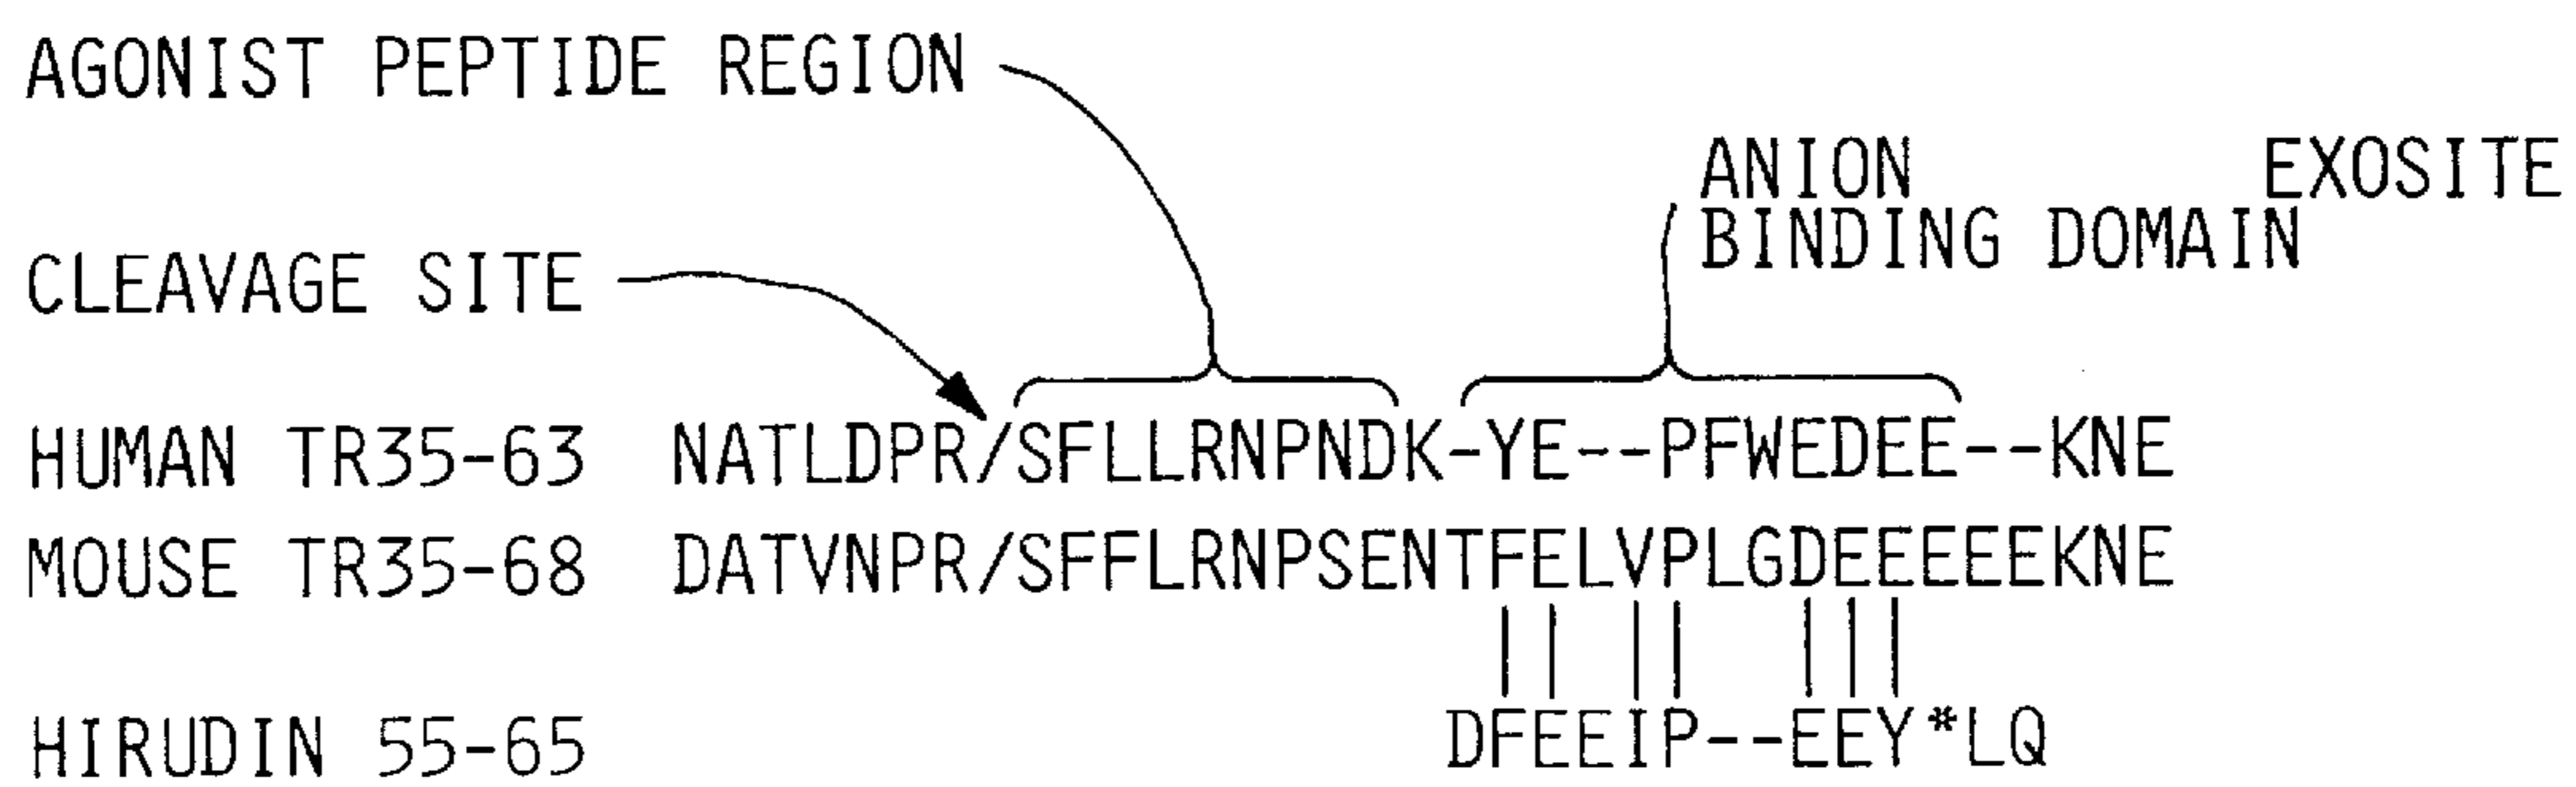 AGONIST PEPTIDE REGION
ANION EXOSITE
BINDING DOMAIN
CLEAVAGE SITE
HUMAN TR35-63 NATLDPR/SFLLRNPNDK-YE--PFWEDEE--KNE
MOUSE TR35-68 DATVNPR/SFFLRNPSENTFELVPLGDEEEEEKNE
HIRUDIN 55-65 DFEEIP--EEY*LQ